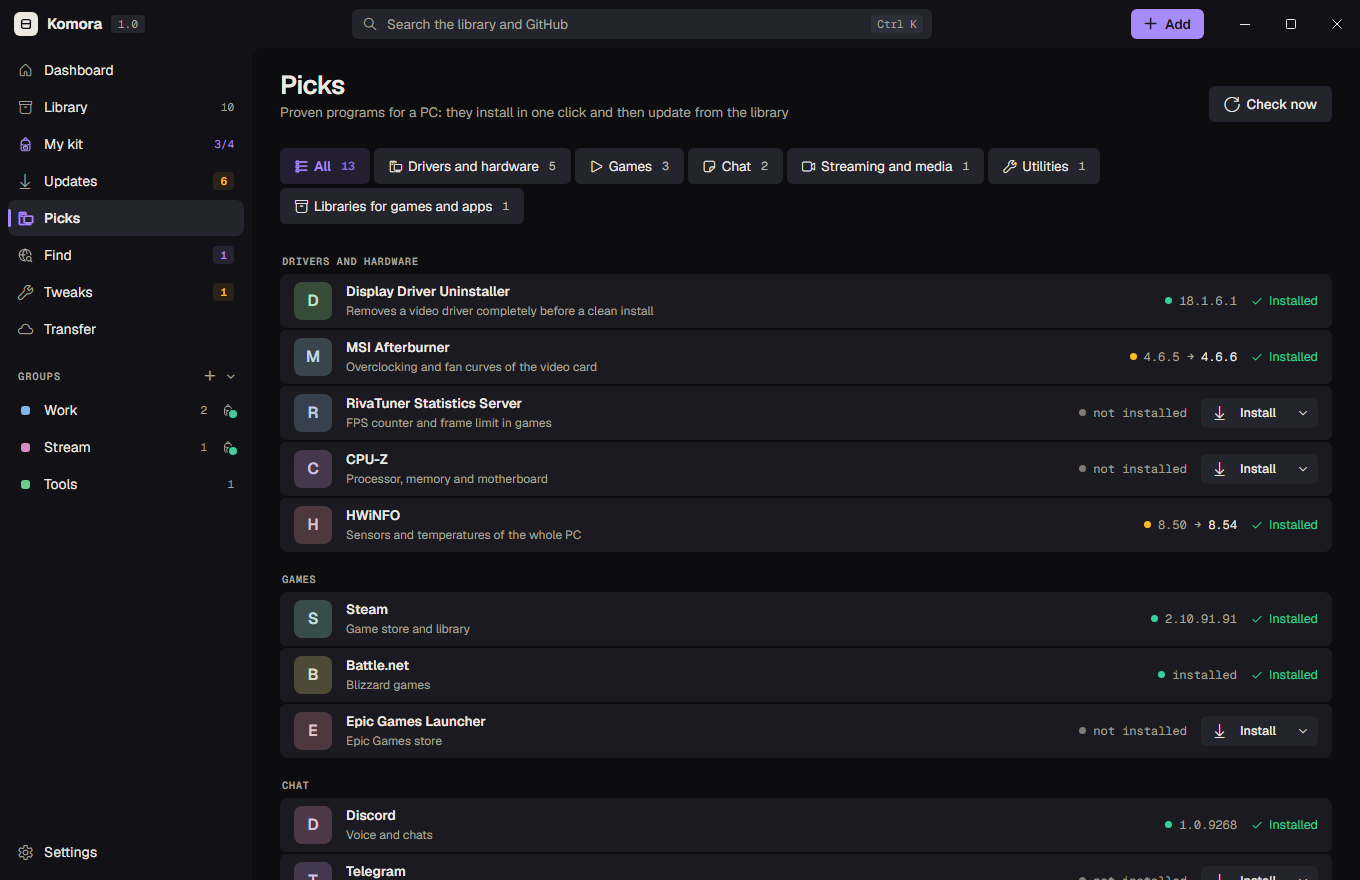 Komora 1.0
Search the library and GitHub Ctrl K
Add
Dashboard
Library 10
My kit 3/4
Updates 6
Picks
Find 1
Tweaks 1
Transfer
GROUPS
Work 2
Stream 1
Tools 1
Settings
Picks
Proven programs for a PC: they install in one click and then update from the library
Check now
All 13
Drivers and hardware 5
Games 3
Chat 2
Streaming and media 1
Utilities 1
Libraries for games and apps 1
DRIVERS AND HARDWARE
D
Display Driver Uninstaller
Removes a video driver completely before a clean install
18.1.6.1 Installed
M
MSI Afterburner
Overclocking and fan curves of the video card
4.6.5 → 4.6.6 Installed
R
RivaTuner Statistics Server
FPS counter and frame limit in games
not installed Install
C
CPU-Z
Processor, memory and motherboard
not installed Install
H
HWiNFO
Sensors and temperatures of the whole PC
8.50 → 8.54 Installed
GAMES
S
Steam
Game store and library
2.10.91.91 Installed
B
Battle.net
Blizzard games
installed Installed
E
Epic Games Launcher
Epic Games store
not installed Install
CHAT
D
Discord
Voice and chats
1.0.9268 Installed
T
Telegram
not installed Install